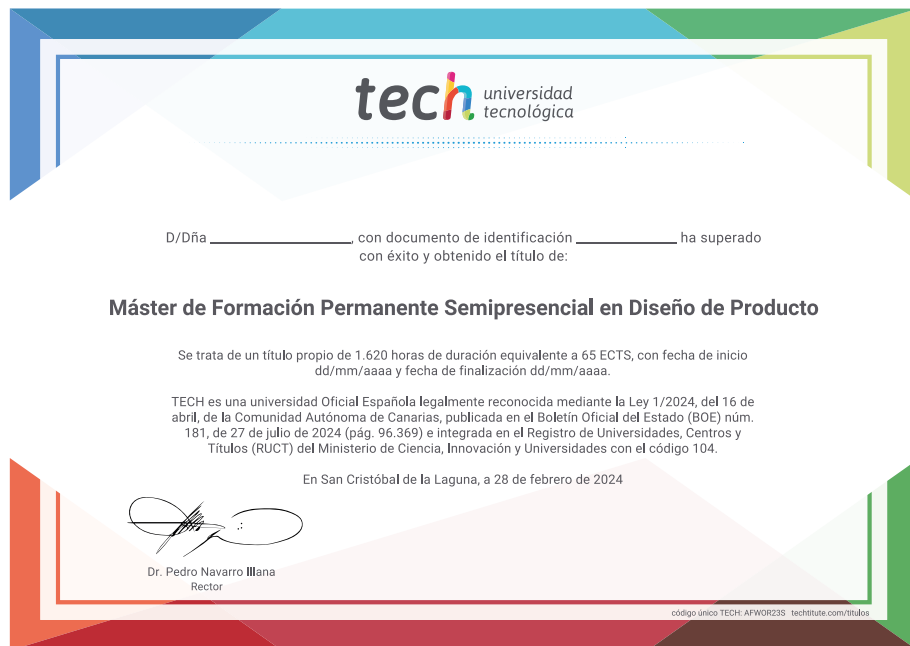 tech universidad
tecnológica
D/Dña ____________________, con documento de identificación ______________ ha superado
con éxito y obtenido el título de:
Máster de Formación Permanente Semipresencial en Diseño de Producto
Se trata de un título propio de 1.620 horas de duración equivalente a 65 ECTS, con fecha de inicio
dd/mm/aaaa y fecha de finalización dd/mm/aaaa.
TECH es una universidad Oficial Española legalmente reconocida mediante la Ley 1/2024, del 16 de
abril, de la Comunidad Autónoma de Canarias, publicada en el Boletín Oficial del Estado (BOE) núm.
181, de 27 de julio de 2024 (pág. 96.369) e integrada en el Registro de Universidades, Centros y
Títulos (RUCT) del Ministerio de Ciencia, Innovación y Universidades con el código 104.
En San Cristóbal de la Laguna, a 28 de febrero de 2024
Dr. Pedro Navarro Illana
Rector
código único TECH: AFWOR23S techtitute.com/titulos